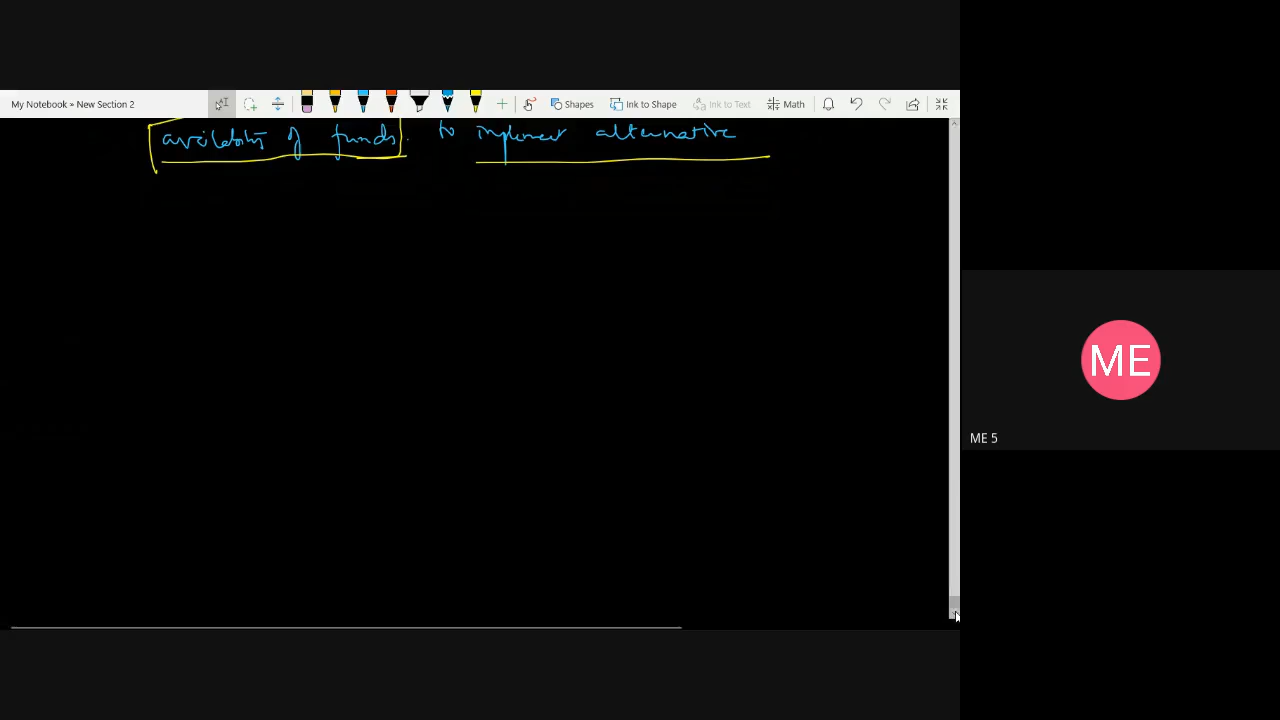 My Notebook » New Section 2
Shapes
Ink to Shape
Ink to Text
Math
availability of funds. to implement alternative
ME
ME 5